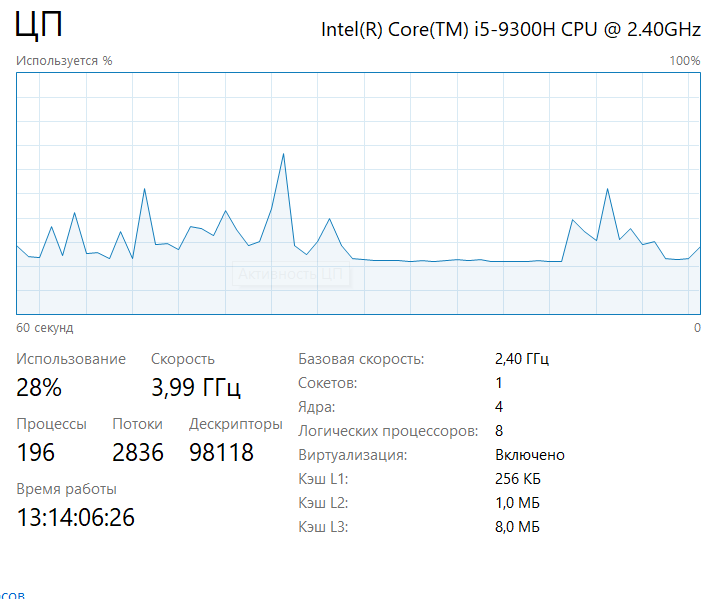 ЦП
Intel(R) Core(TM) i5-9300H CPU @ 2.40GHz
Используется %
100%
Активность ЦП
60 секунд
0
Использование
Скорость
28%
3,99 ГГц
Процессы
Потоки
Дескрипторы
196
2836
98118
Время работы
13:14:06:26
Базовая скорость:
2,40 ГГц
Сокетов:
1
Ядра:
4
Логических процессоров:
8
Виртуализация:
Включено
Кэш L1:
256 КБ
Кэш L2:
1,0 МБ
Кэш L3:
8,0 МБ